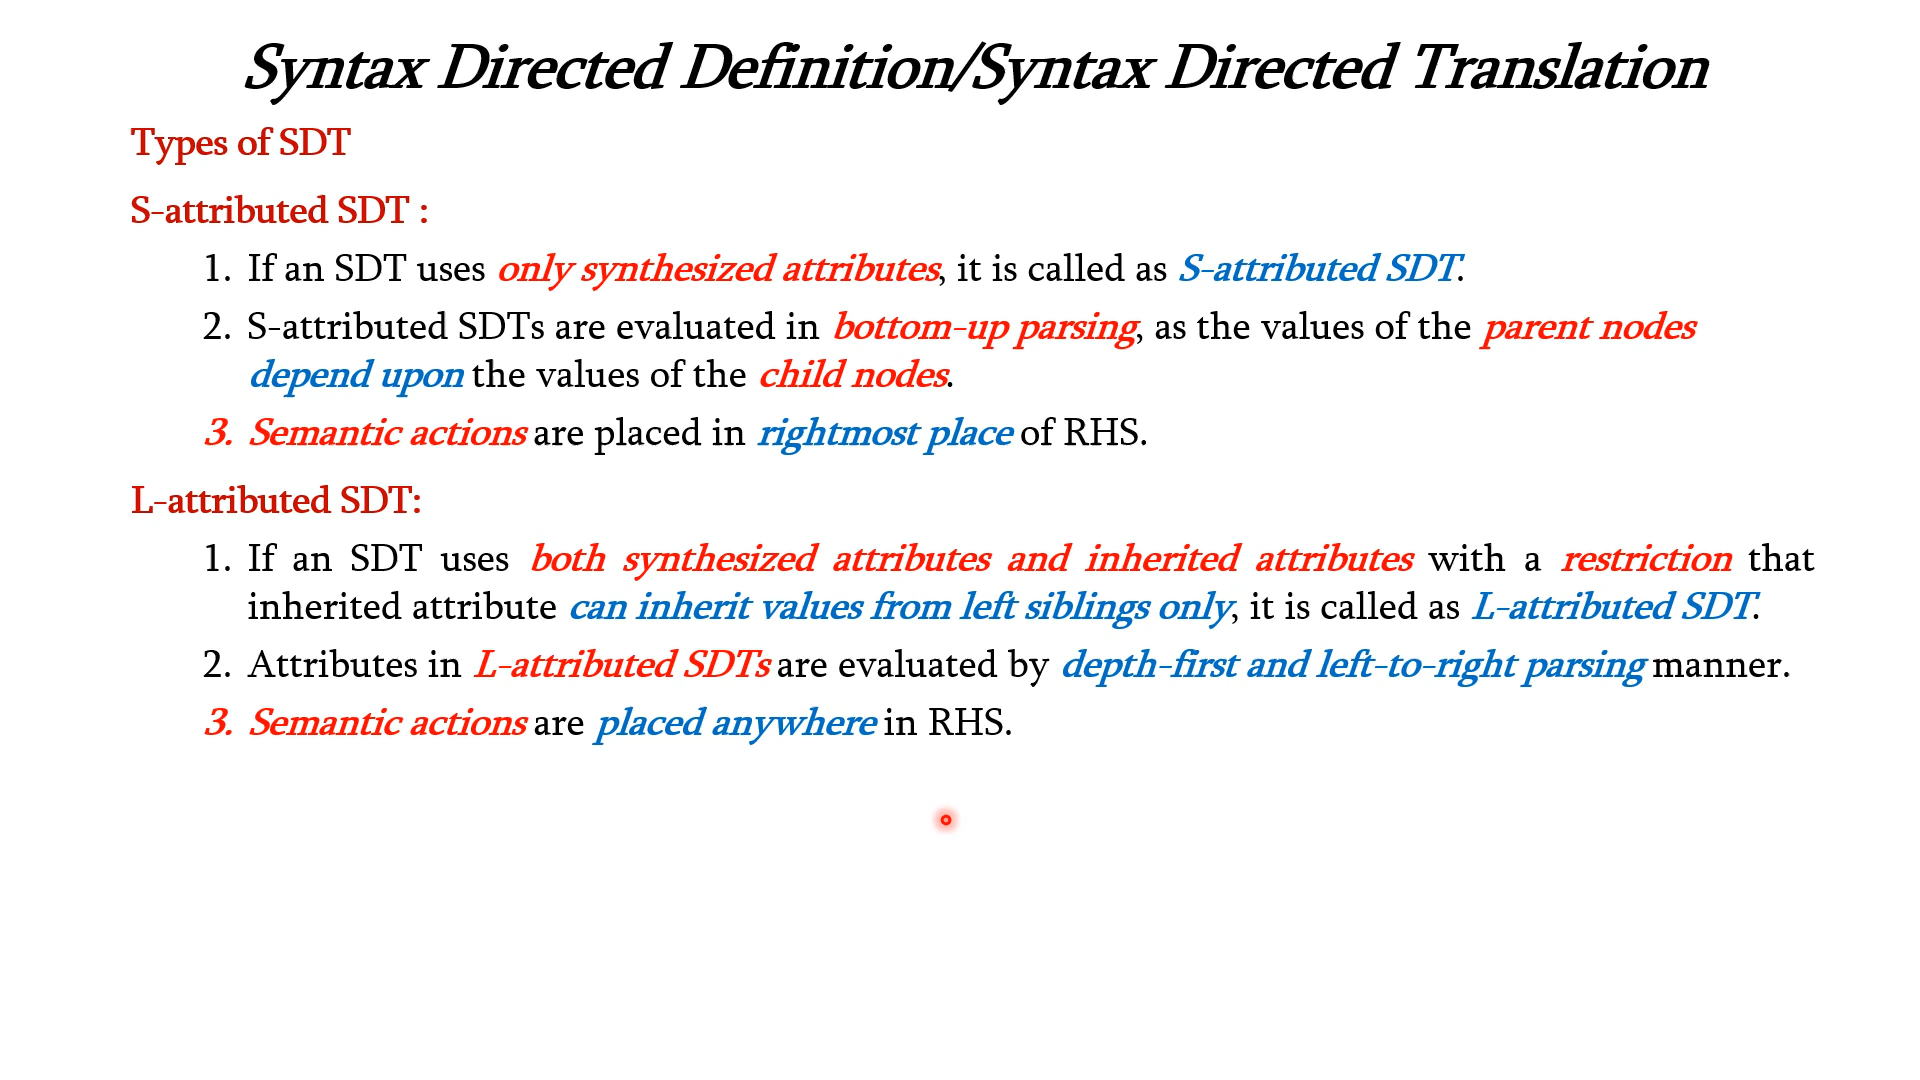 Syntax Directed Definition/Syntax Directed Translation
Types of SDT
S-attributed SDT :
1. If an SDT uses only synthesized attributes, it is called as S-attributed SDT.
2. S-attributed SDTs are evaluated in bottom-up parsing, as the values of the parent nodes
depend upon the values of the child nodes.
3. Semantic actions are placed in rightmost place of RHS.
L-attributed SDT:
1. If an SDT uses both synthesized attributes and inherited attributes with a restriction that
inherited attribute can inherit values from left siblings only, it is called as L-attributed SDT.
2. Attributes in L-attributed SDTs are evaluated by depth-first and left-to-right parsing manner.
3. Semantic actions are placed anywhere in RHS.